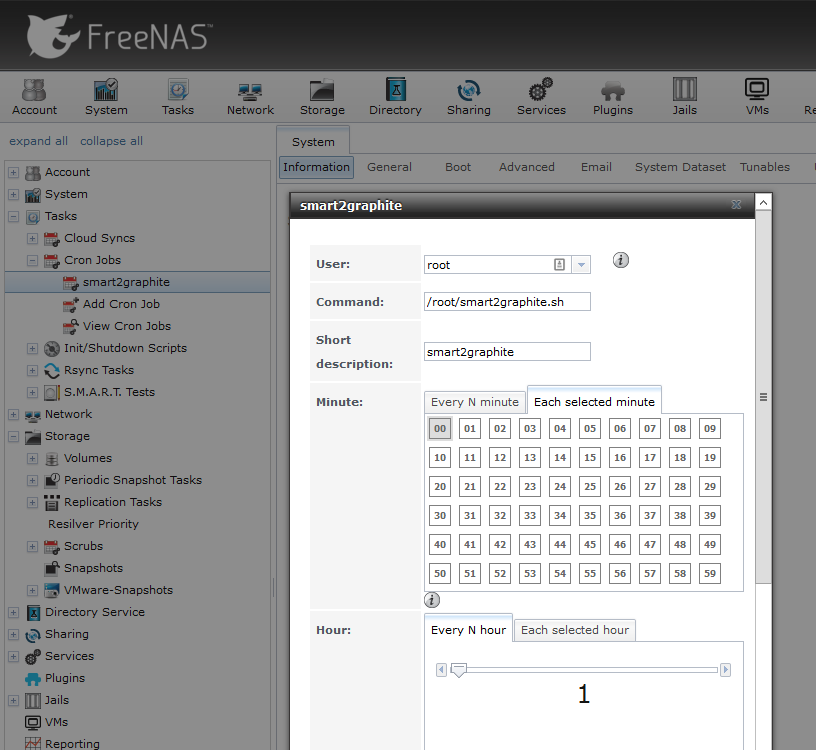 FreeNAS™
Account System Tasks Network Storage Directory Sharing Services Plugins Jails VMs
expand all collapse all
System
Information General Boot Advanced Email System Dataset Tunables
Account
System
Tasks
Cloud Syncs
Cron Jobs
smart2graphite
Add Cron Job
View Cron Jobs
Init/Shutdown Scripts
Rsync Tasks
S.M.A.R.T. Tests
Network
Storage
Volumes
Periodic Snapshot Tasks
Replication Tasks
Resilver Priority
Scrubs
Snapshots
VMware-Snapshots
Directory Service
Sharing
Services
Plugins
Jails
VMs
Reporting
smart2graphite
User: root
Command: /root/smart2graphite.sh
Short
description: smart2graphite
Minute: Every N minute Each selected minute
00 01 02 03 04 05 06 07 08 09
10 11 12 13 14 15 16 17 18 19
20 21 22 23 24 25 26 27 28 29
30 31 32 33 34 35 36 37 38 39
40 41 42 43 44 45 46 47 48 49
50 51 52 53 54 55 56 57 58 59
Hour: Every N hour Each selected hour
1